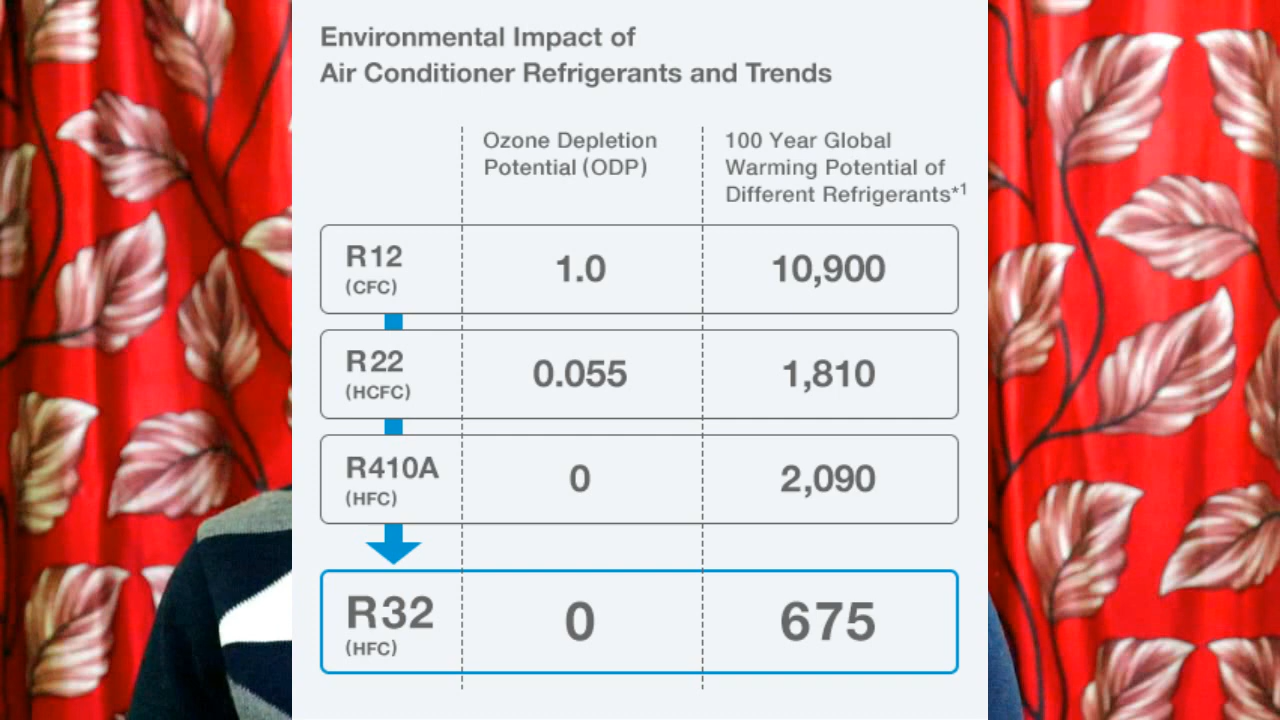 Environmental Impact of
Air Conditioner Refrigerants and Trends
Ozone Depletion
Potential (ODP)
100 Year Global
Warming Potential of
Different Refrigerants*1
R12
(CFC)
1.0
10,900
R22
(HCFC)
0.055
1,810
R410A
(HFC)
0
2,090
R32
(HFC)
0
675